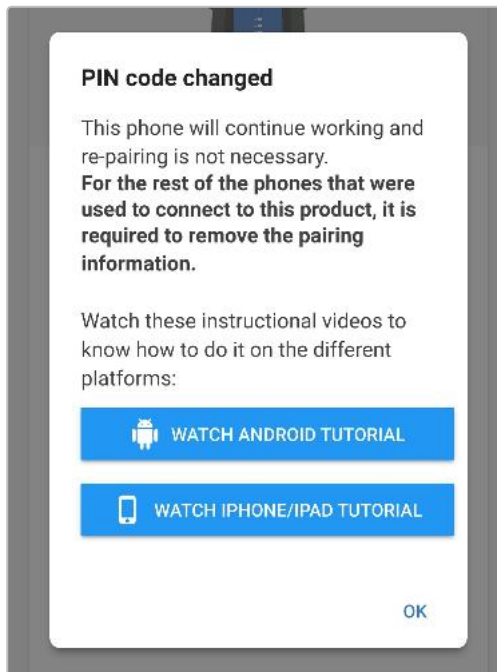 PIN code changed
This phone will continue working and
re-pairing is not necessary.
For the rest of the phones that were
used to connect to this product, it is
required to remove the pairing
information.
Watch these instructional videos to
know how to do it on the different
platforms:
WATCH ANDROID TUTORIAL
WATCH IPHONE/IPAD TUTORIAL
OK